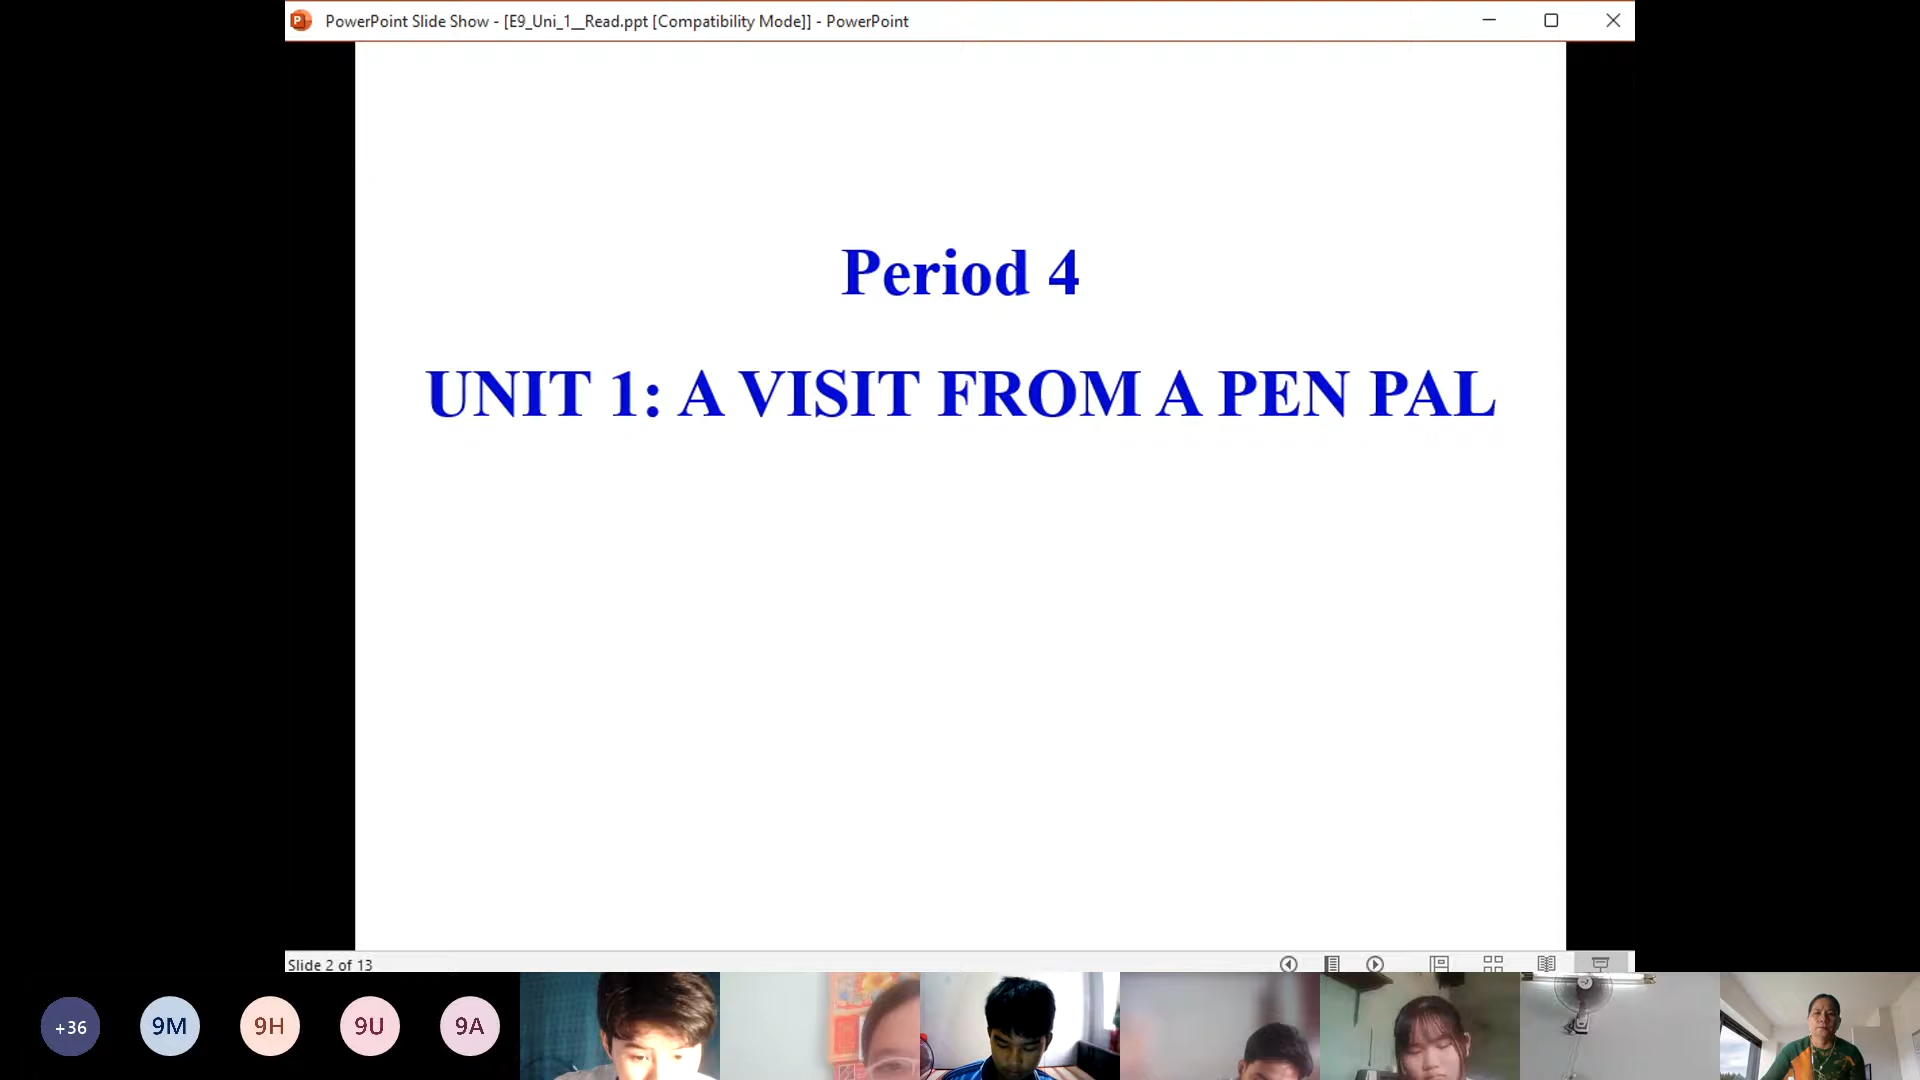 PowerPoint Slide Show - [E9_Uni_1__Read.ppt [Compatibility Mode]] - PowerPoint
Period 4
UNIT 1: A VISIT FROM A PEN PAL
Slide 2 of 13
+36
9M
9H
9U
9A